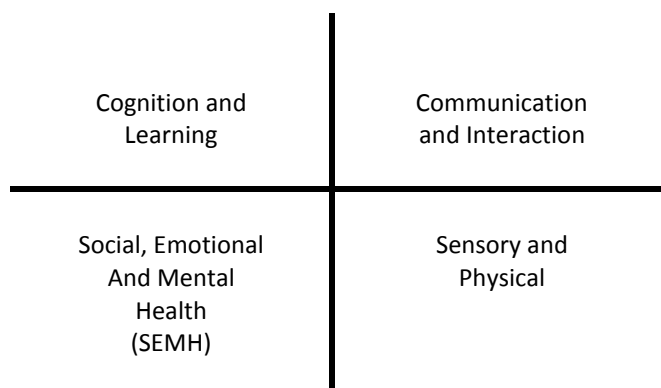 Cognition and
Learning
Communication
and Interaction
Social, Emotional
And Mental
Health
(SEMH)
Sensory and
Physical